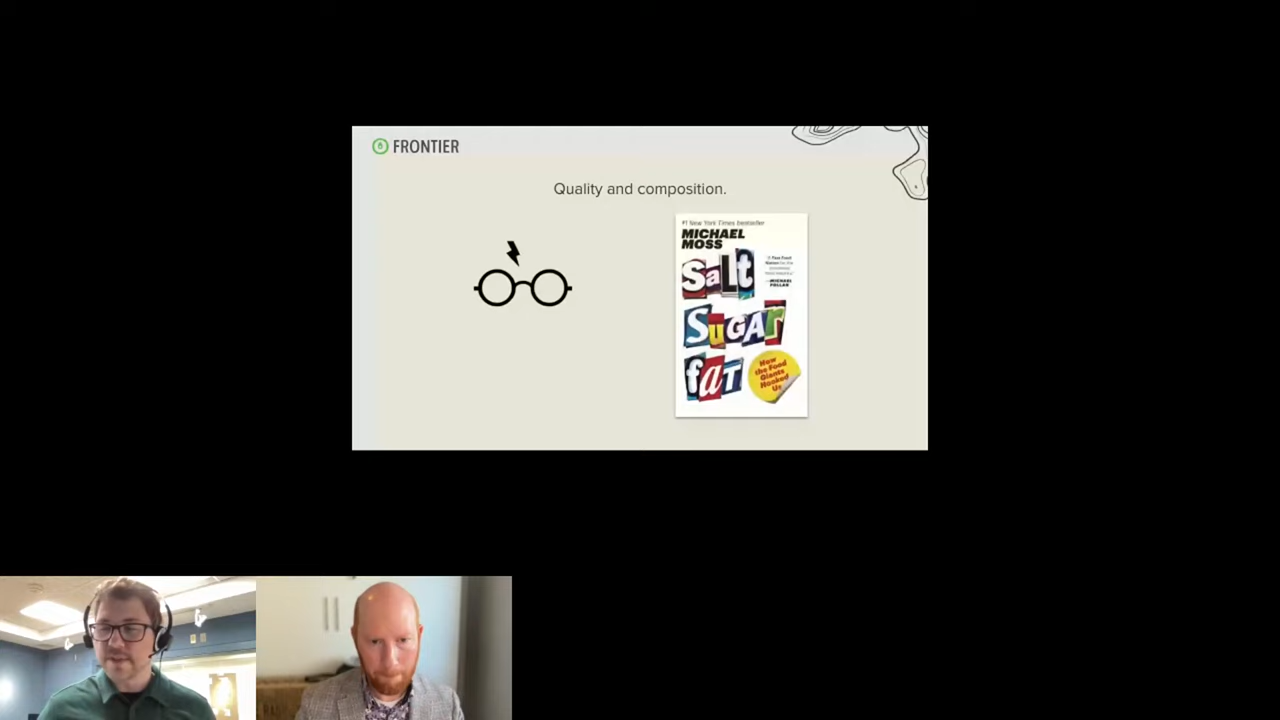 FRONTIER
Quality and composition.
#1 New York Times bestseller
MICHAEL
MOSS
Salt
SUGAR
fAT
How
the Food
Giants
Hooked
Us
—MICHAEL
POLLAN